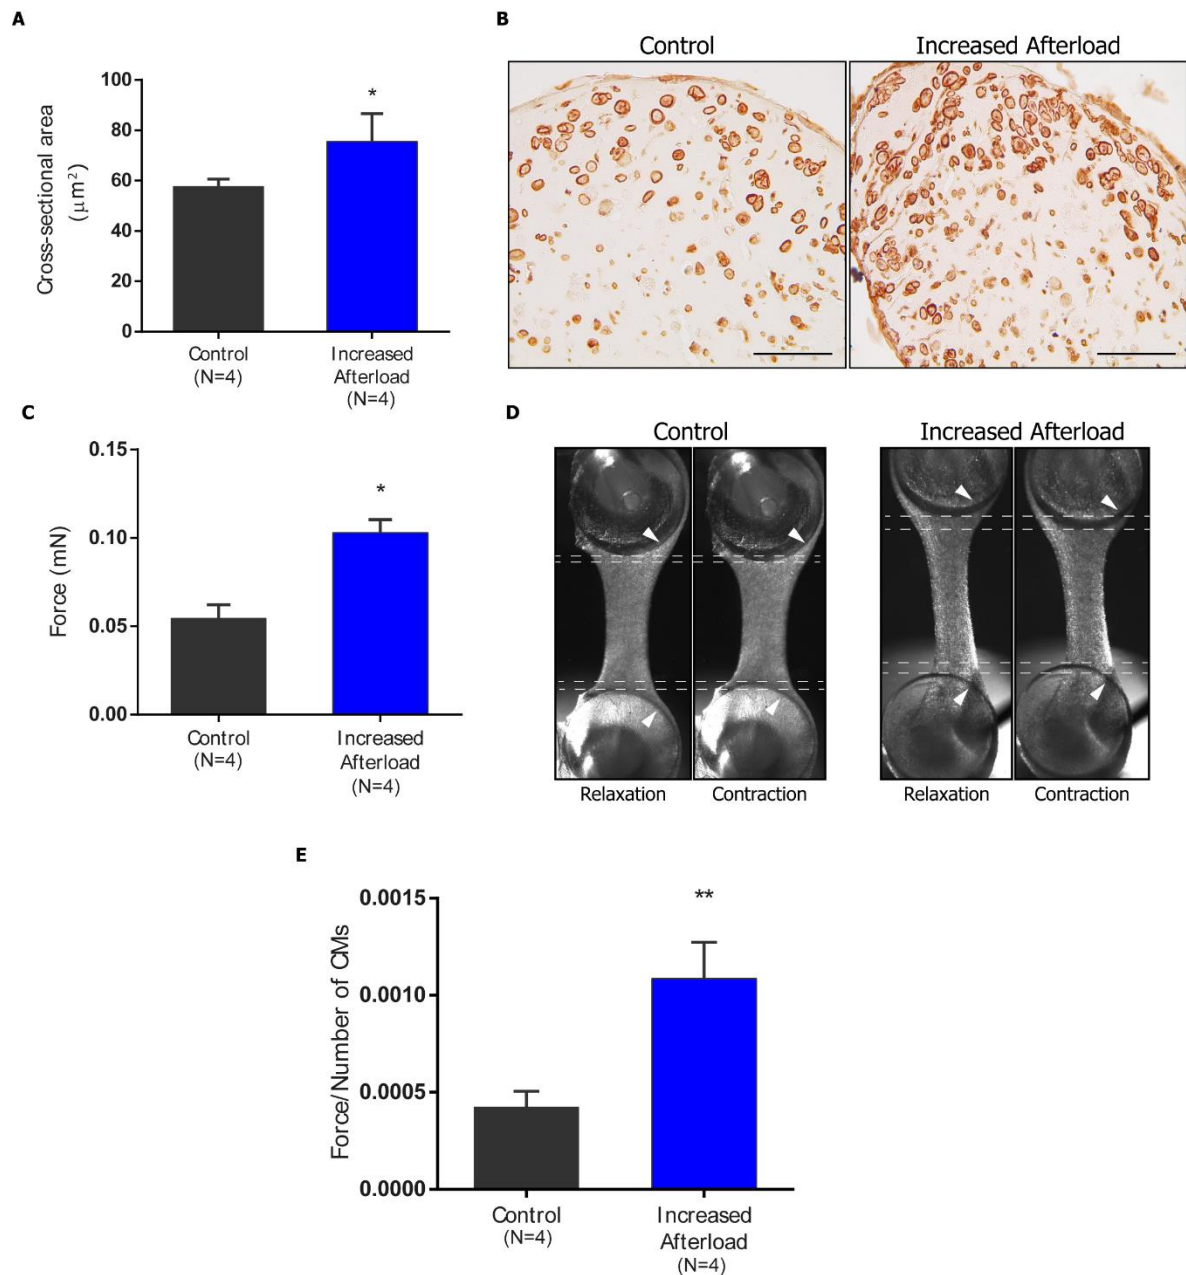 A
Cross-sectional area
(μm²)
100
80
60
40
20
0
*
Control
(N=4)
Increased
Afterload
(N=4)
B
Control
Increased Afterload
C
Force (mN)
0.15
0.10
0.05
0.00
*
Control
(N=4)
Increased
Afterload
(N=4)
D
Control
Increased Afterload
Relaxation
Contraction
Relaxation
Contraction
E
Force/Number of CMs
0.0015
0.0010
0.0005
0.0000
**
Control
(N=4)
Increased
Afterload
(N=4)